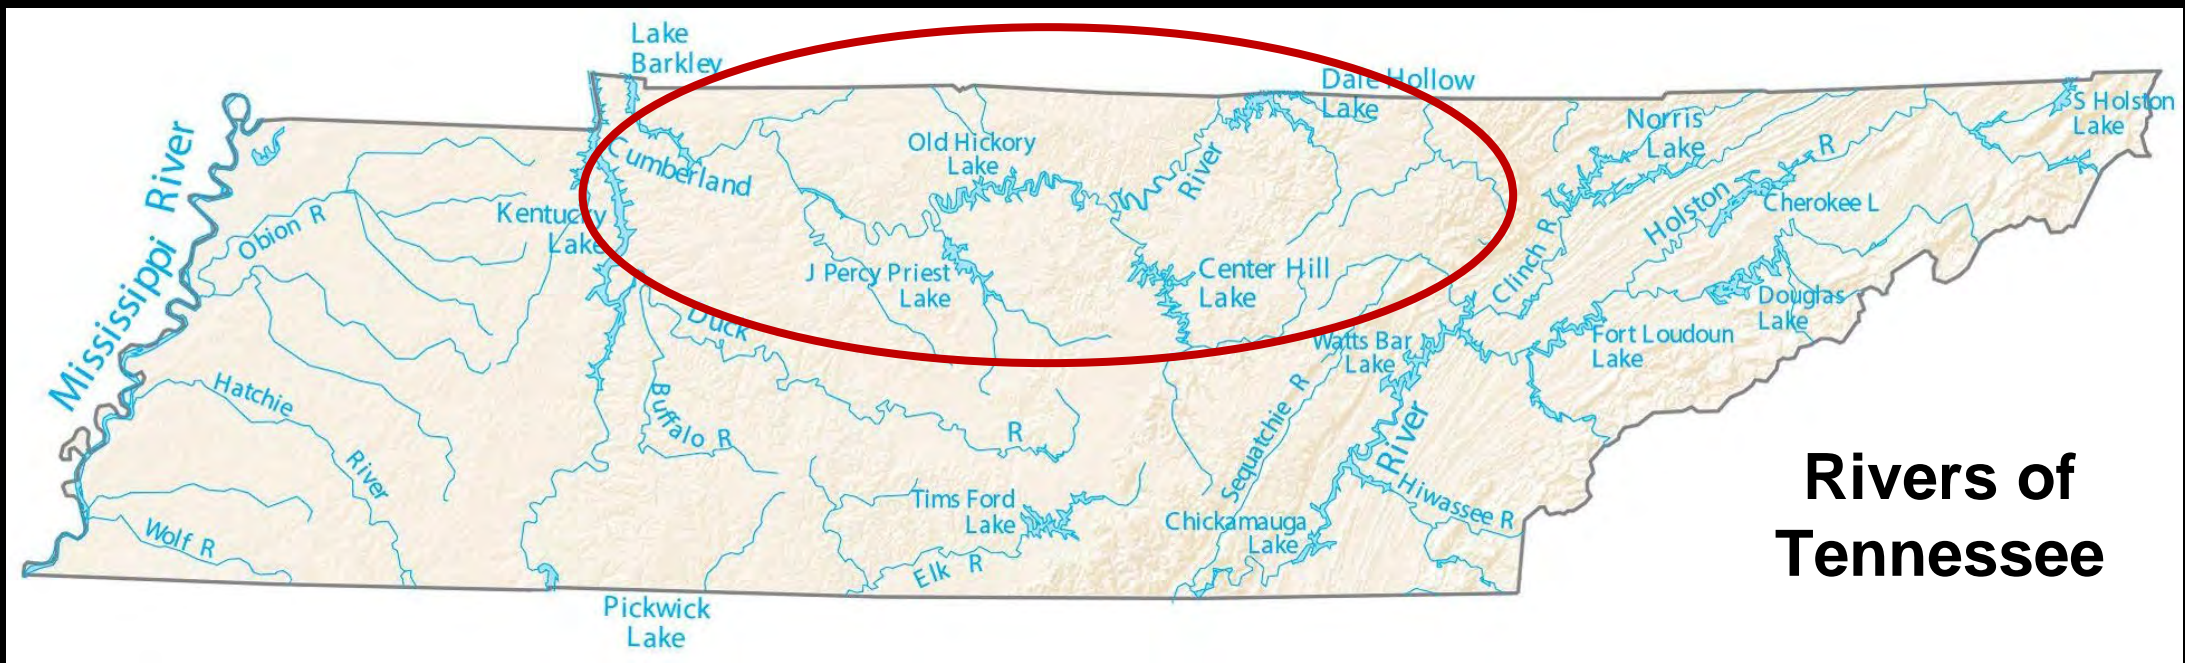 Lake
Barkley
Dale Hollow
Lake
Mississippi River
Obion R
Kentucky
Lake
Cumberland
River
Old Hickory
Lake
J Percy Priest
Lake
Center Hill
Lake
Norris
Lake
S Holston
Lake
Holston R
Cherokee L
Clinch R
Douglas
Lake
Fort Loudoun
Lake
Watts Bar
Lake
Duck R
Buffalo R
Hatchie River
Wolf R
Sequatchie R
River
Hiwassee R
Tims Ford
Lake
Chickamauga
Lake
Elk R
Pickwick
Lake
Rivers of
Tennessee